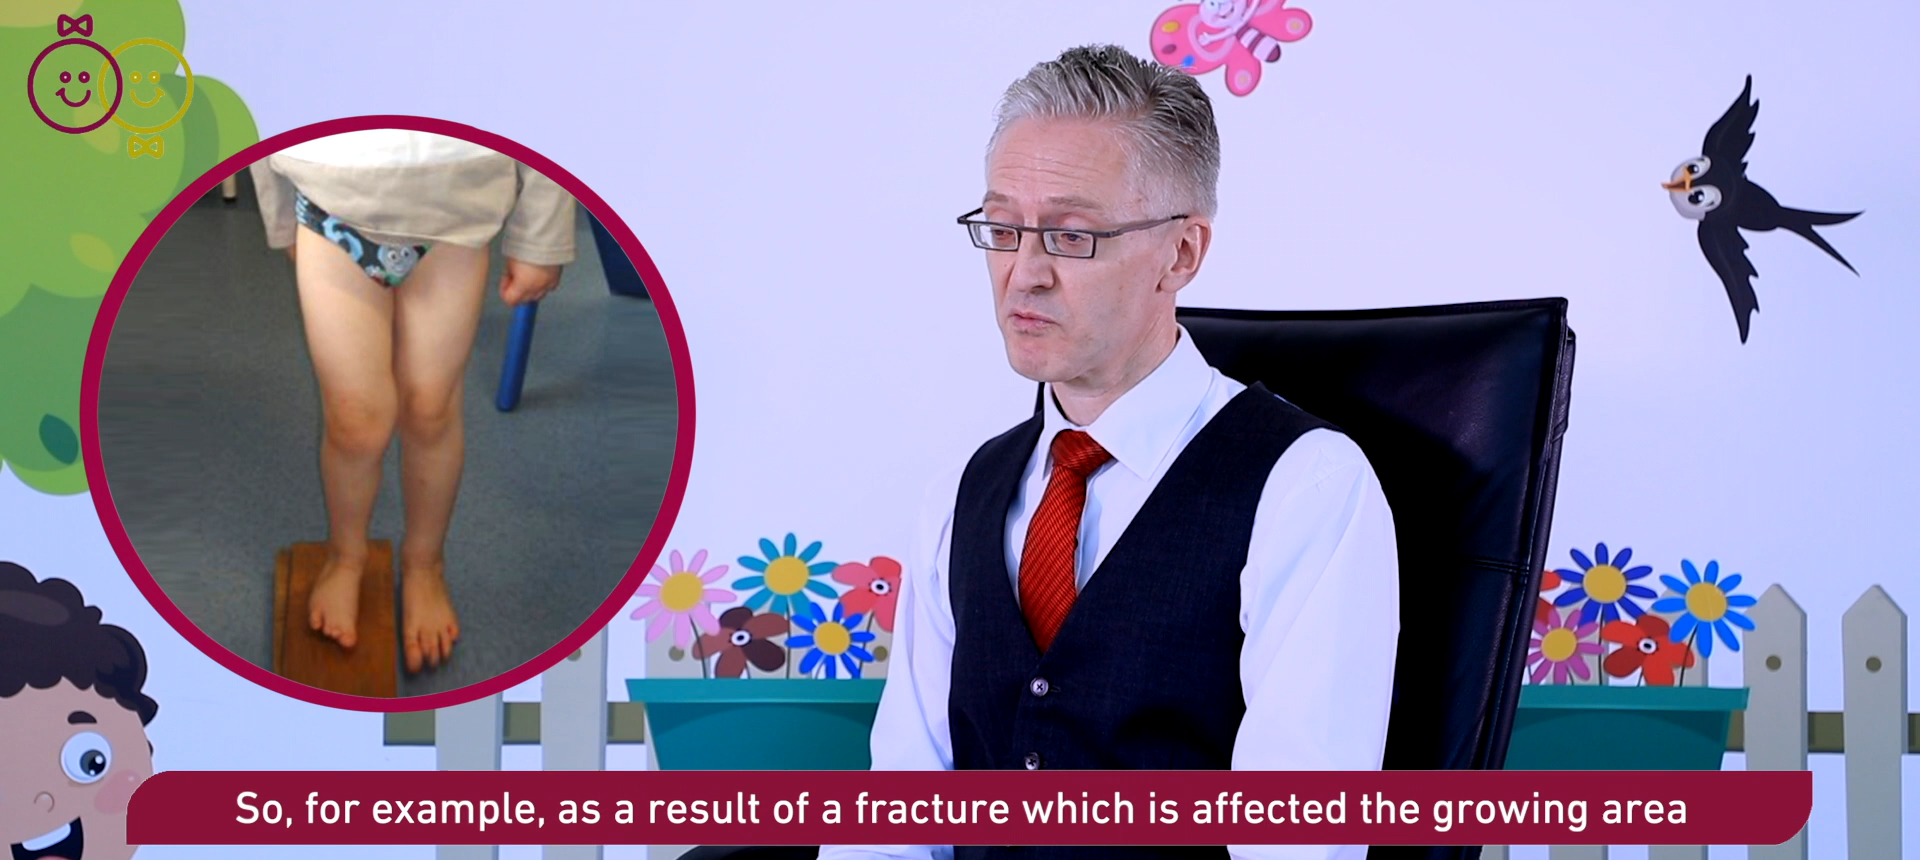 So, for example, as a result of a fracture which is affected the growing area